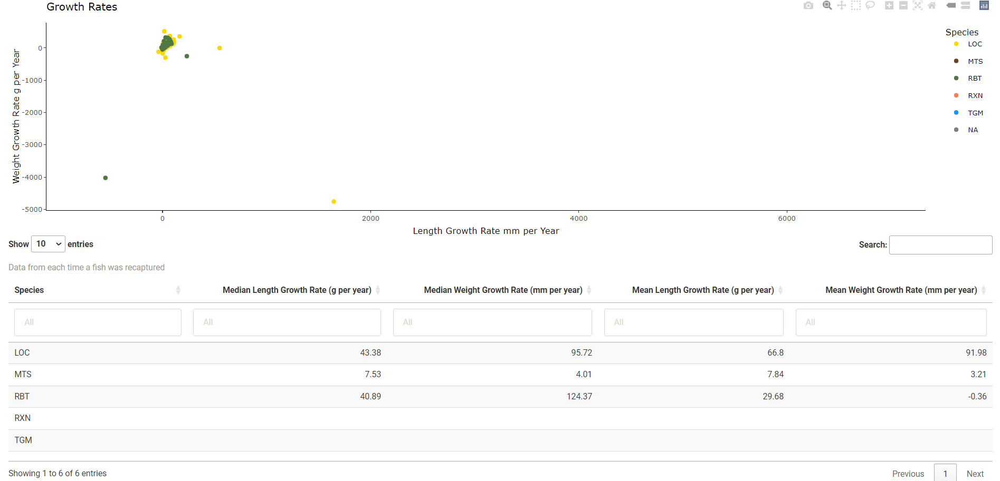 Growth Rates
Weight Growth Rate g per Year
0
-1000
-2000
-3000
-4000
-5000
0 2000 4000 6000
Length Growth Rate mm per Year
Species
LOC
MTS
RBT
RXN
TGM
NA
Show 10 entries
Search:
Data from each time a fish was recaptured
Species Median Length Growth Rate (g per year) Median Weight Growth Rate (mm per year) Mean Length Growth Rate (g per year) Mean Weight Growth Rate (mm per year)
All All All All All
LOC 43.38 95.72 66.8 91.98
MTS 7.53 4.01 7.84 3.21
RBT 40.89 124.37 29.68 -0.36
RXN
TGM
Showing 1 to 6 of 6 entries
Previous 1 Next